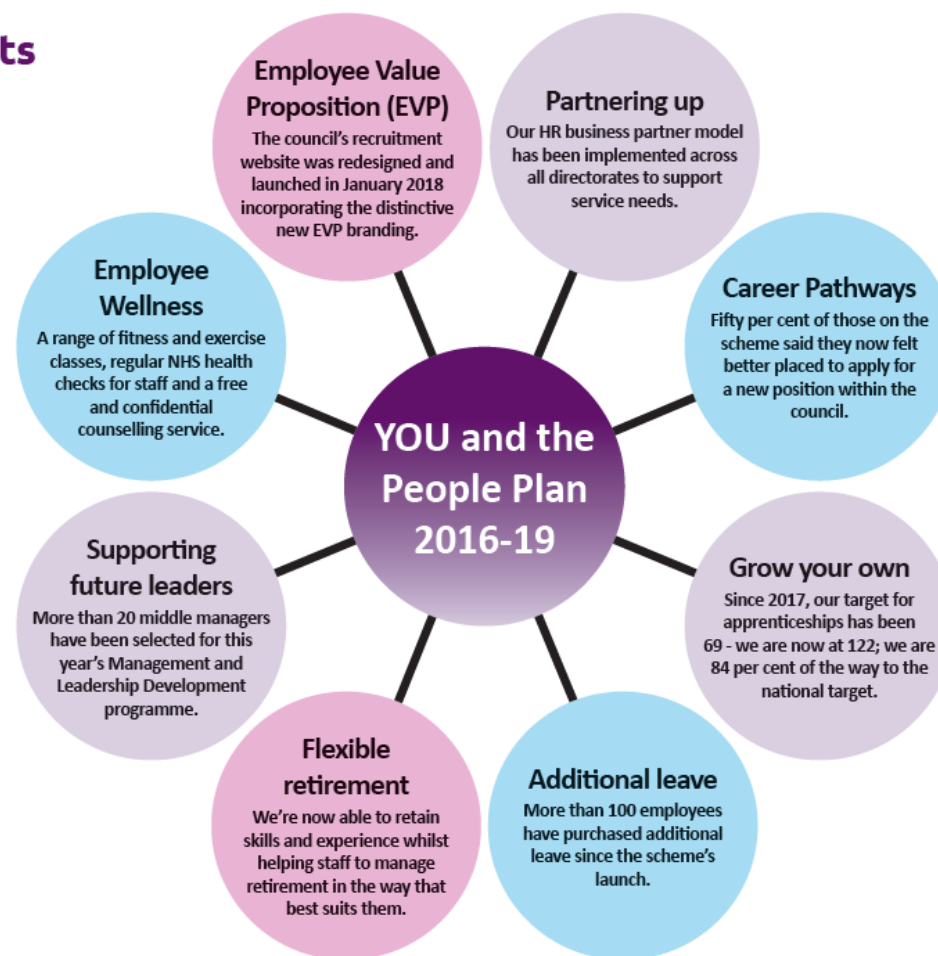 ts
Employee Value
Proposition (EVP)
The council's recruitment
website was redesigned and
launched in January 2018
incorporating the distinctive
new EVP branding.
Partnering up
Our HR business partner model
has been implemented across
all directorates to support
service needs.
Employee
Wellness
A range of fitness and exercise
classes, regular NHS health
checks for staff and a free
and confidential
counselling service.
Career Pathways
Fifty per cent of those on the
scheme said they now felt
better placed to apply for
a new position within the
council.
YOU and the
People Plan
2016-19
Supporting
future leaders
More than 20 middle managers
have been selected for this
year's Management and
Leadership Development
programme.
Grow your own
Since 2017, our target for
apprenticeships has been
69 - we are now at 122; we are
84 per cent of the way to the
national target.
Flexible
retirement
We're now able to retain
skills and experience whilst
helping staff to manage
retirement in the way that
best suits them.
Additional leave
More than 100 employees
have purchased additional
leave since the scheme's
launch.